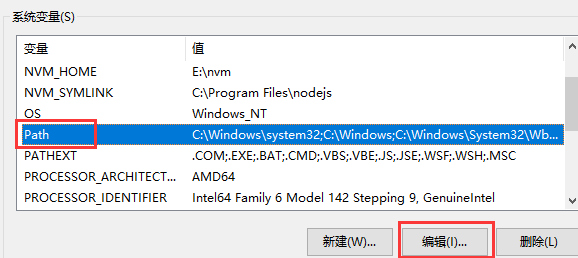 系统变量(S)
变量 值
NVM_HOME E:\nvm
NVM_SYMLINK C:\Program Files\nodejs
OS Windows_NT
Path C:\Windows\system32;C:\Windows;C:\Windows\System32\Wb...
PATHEXT .COM;.EXE;.BAT;.CMD;.VBS;.VBE;.JS;.JSE;.WSF;.WSH;.MSC
PROCESSOR_ARCHITECT... AMD64
PROCESSOR_IDENTIFIER Intel64 Family 6 Model 142 Stepping 9, GenuineIntel
新建(W)... 编辑(I)... 删除(L)